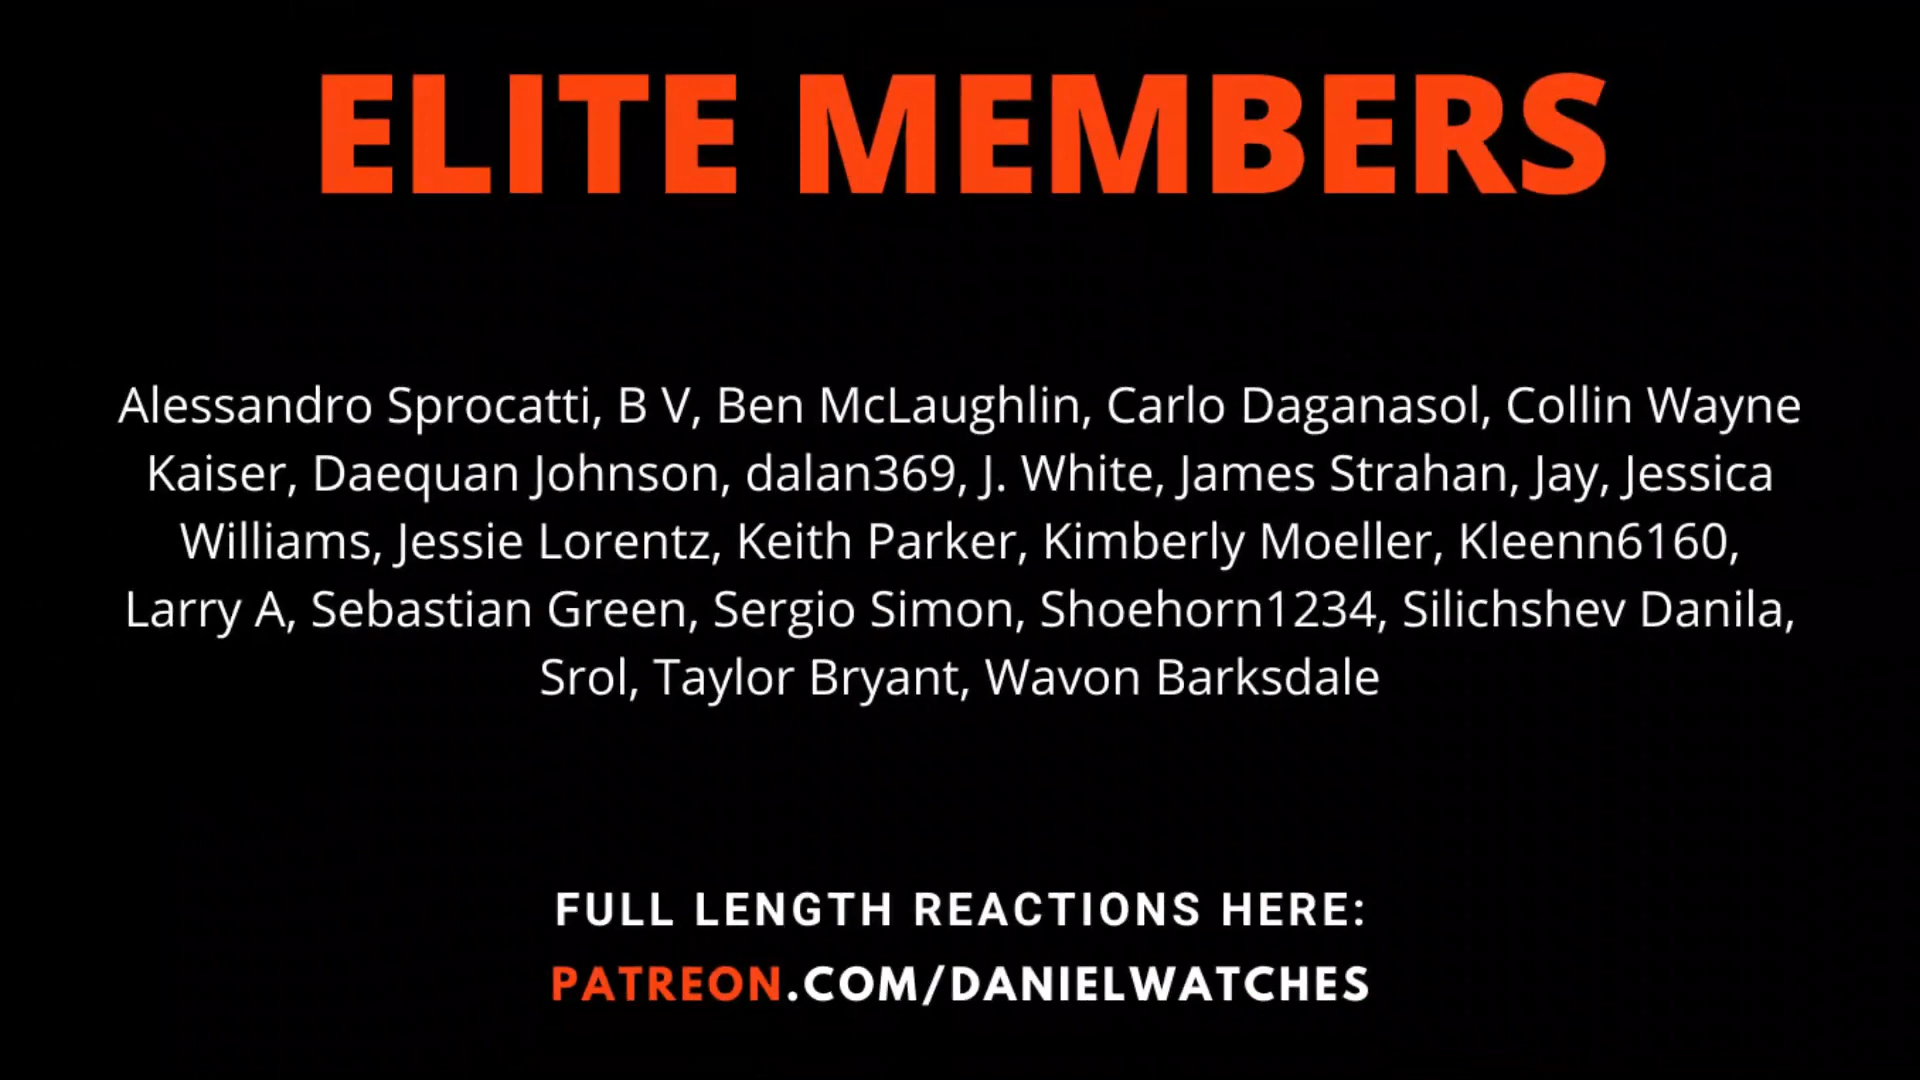 ELITE MEMBERS
Alessandro Sprocatti, B V, Ben McLaughlin, Carlo Daganasol, Collin Wayne
Kaiser, Daequan Johnson, dalan369, J. White, James Strahan, Jay, Jessica
Williams, Jessie Lorentz, Keith Parker, Kimberly Moeller, Kleenn6160,
Larry A, Sebastian Green, Sergio Simon, Shoehorn1234, Silichshev Danila,
Srol, Taylor Bryant, Wavon Barksdale
FULL LENGTH REACTIONS HERE:
PATREON.COM/DANIELWATCHES